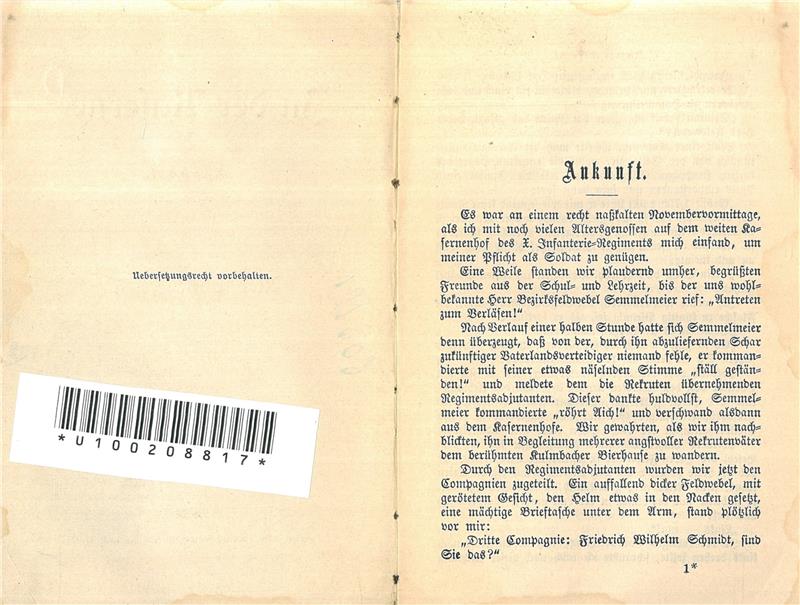 Uebersetzungsrecht vorbehalten.
*U100208817*
Ankunft.
Es war an einem recht naßkalten Novembervormittage,
als ich mit noch vielen Altersgenossen auf dem weiten Ka-
sernenhof des X. Infanterie-Regiments mich einfand, um
meiner Pflicht als Soldat zu genügen.
Eine Weile standen wir plaudernd umher, begrüßten
Freunde aus der Schul- und Lehrzeit, bis der uns wohl-
bekannte Herr Bezirksfeldwebel Semmelmeier rief: „Antreten
zum Verläsen!“
Nach Verlauf einer halben Stunde hatte sich Semmelmeier
denn überzeugt, daß von der, durch ihn abzuliefernden Schar
zukünftiger Vaterlandsverteidiger niemand fehle, er komman-
dierte mit seiner etwas näselnden Stimme „ställ gestän-
den!“ und meldete dem die Rekruten übernehmenden
Regimentsadjutanten. Dieser dankte huldvollst, Semmel-
meier kommandierte „röhrt Aich!“ und verschwand alsdann
aus dem Kasernenhofe. Wir gewahrten, als wir ihm nach-
blickten, ihn in Begleitung mehrerer angstvoller Rekrutenväter
dem berühmten Kulmbacher Bierhause zu wandern.
Durch den Regimentsadjutanten wurden wir jetzt den
Compagnien zugeteilt. Ein auffallend dicker Feldwebel, mit
gerötetem Gesicht, den Helm etwas in den Nacken gesetzt,
eine mächtige Brieftasche unter dem Arm, stand plötzlich
vor mir:
„Dritte Compagnie: Friedrich Wilhelm Schmidt, sind
Sie das?“
1*